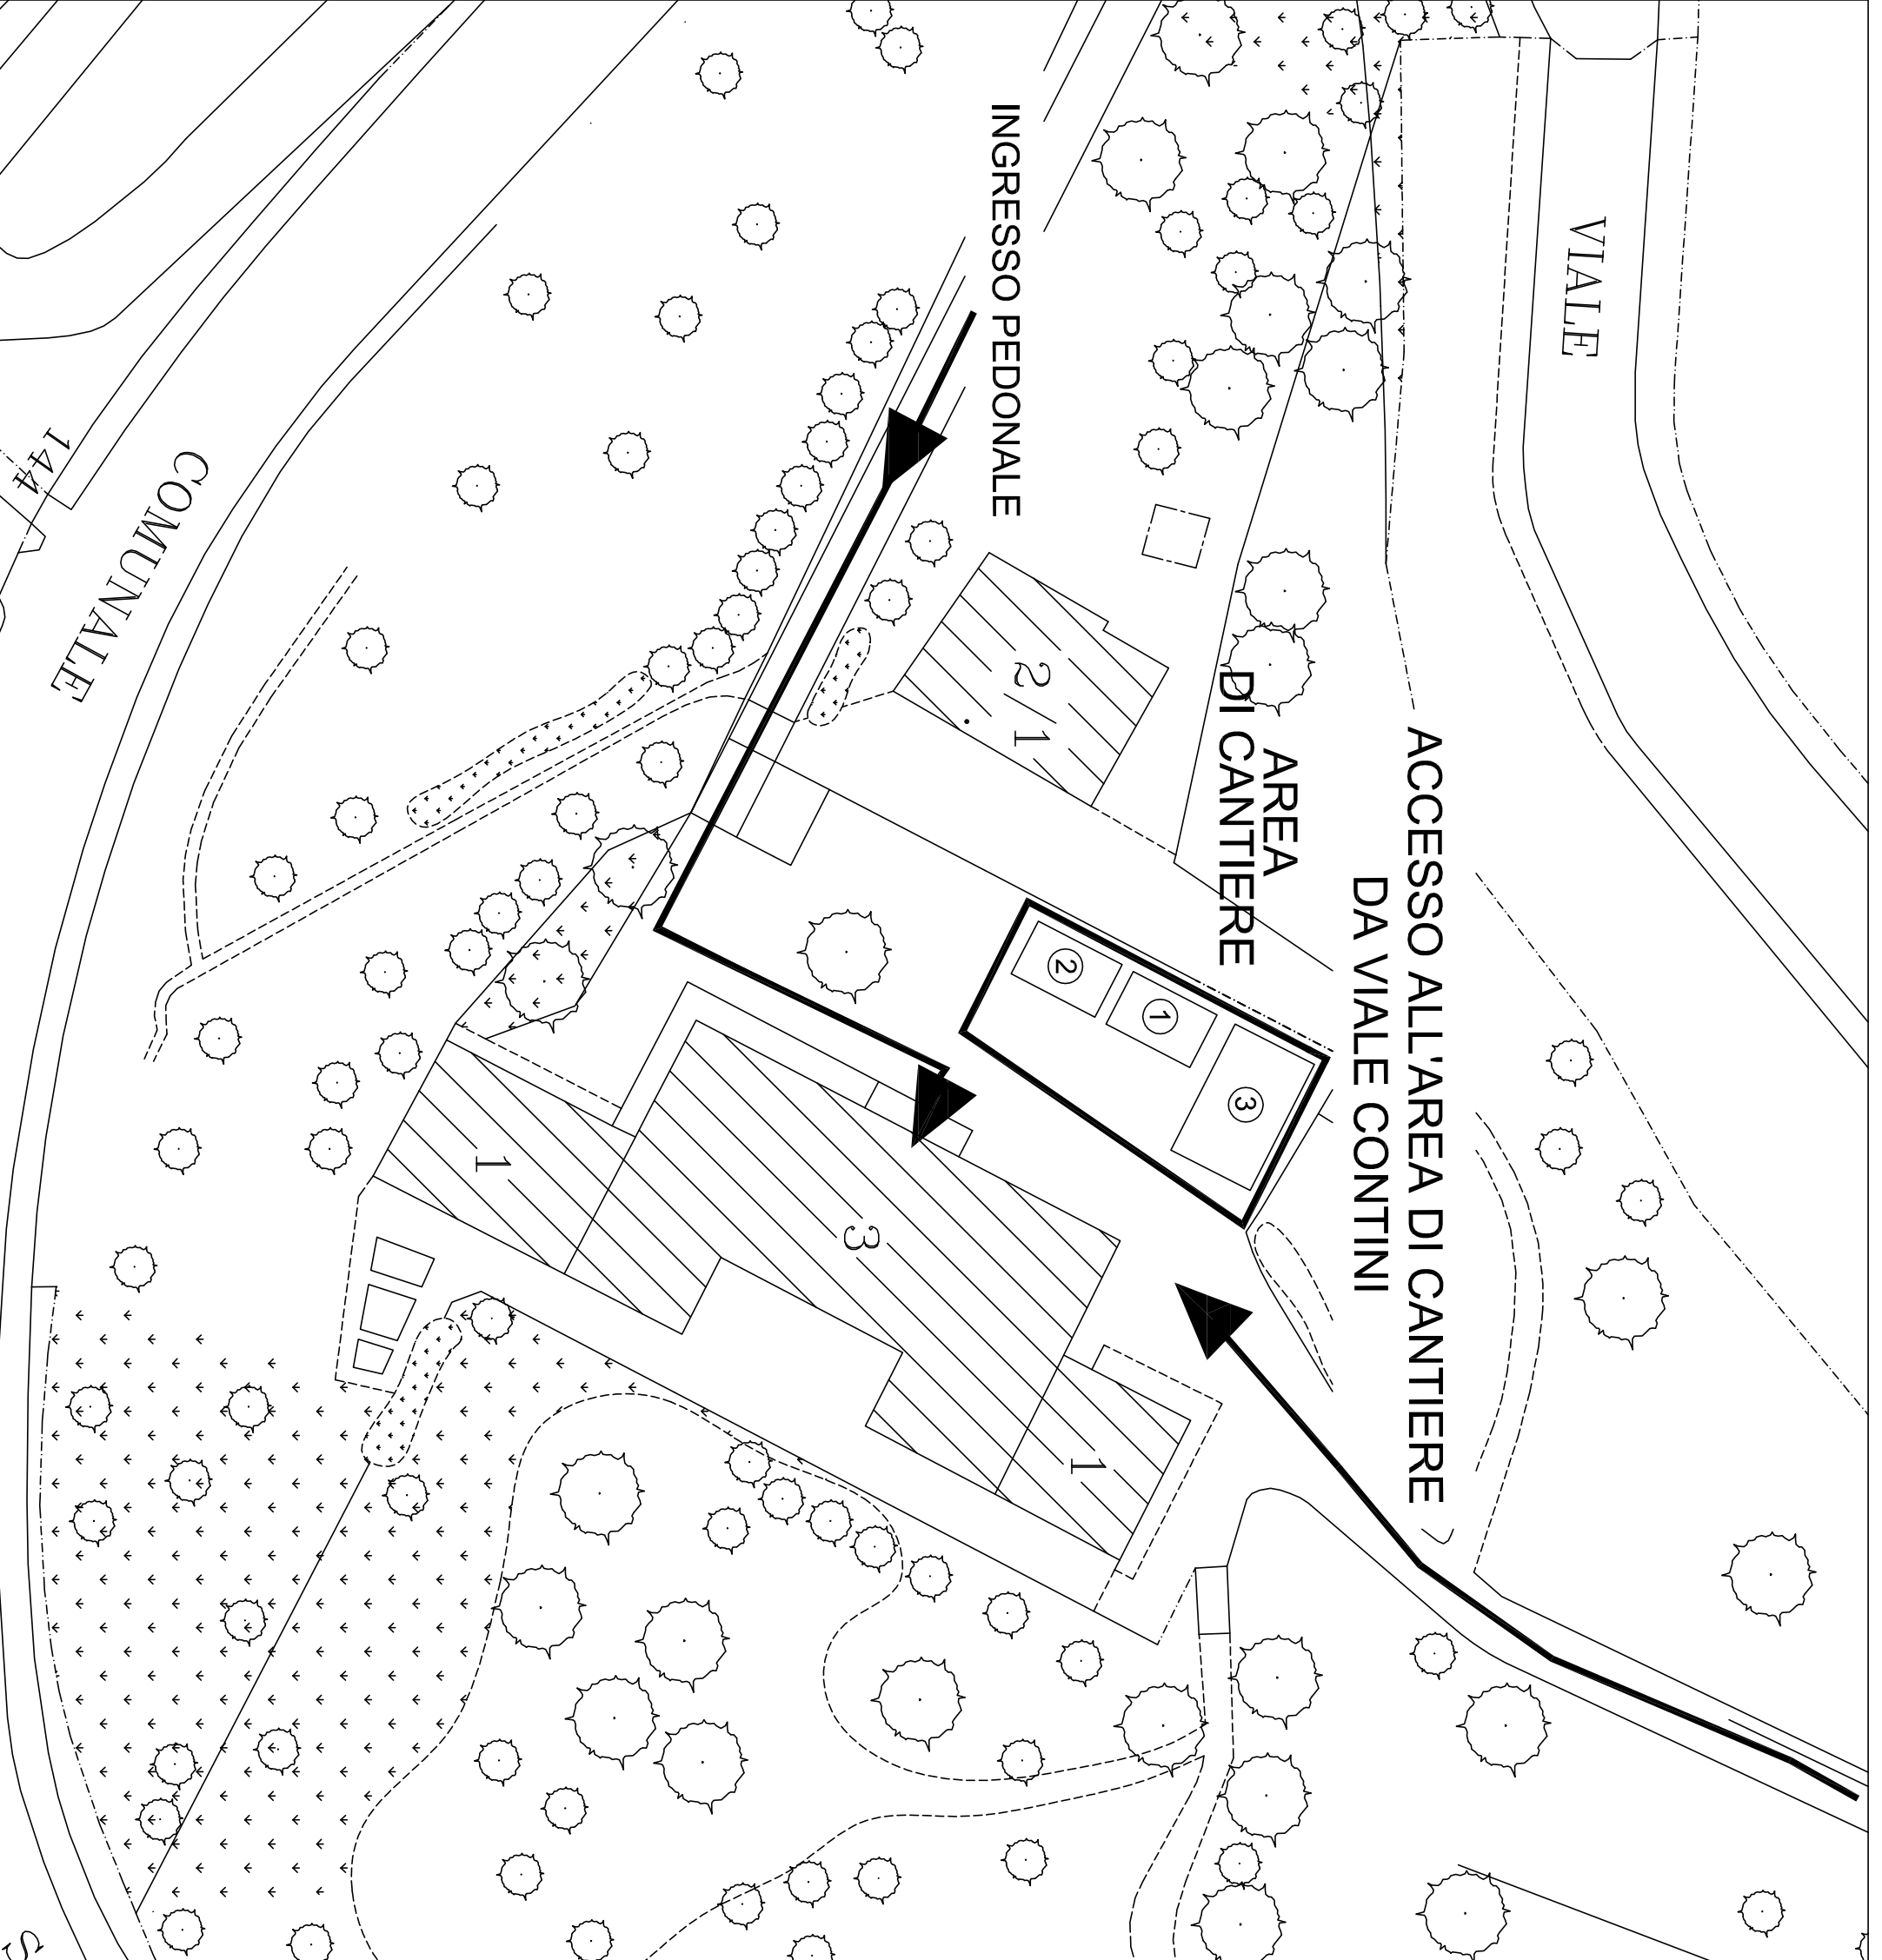 VIALE
ACCESSO ALL'AREA DI CANTIERE
DA VIALE CONTINI
AREA
DI CANTIERE
INGRESSO PEDONALE
2
1
2
1
3
3
1
1
COMUNALE
144
S